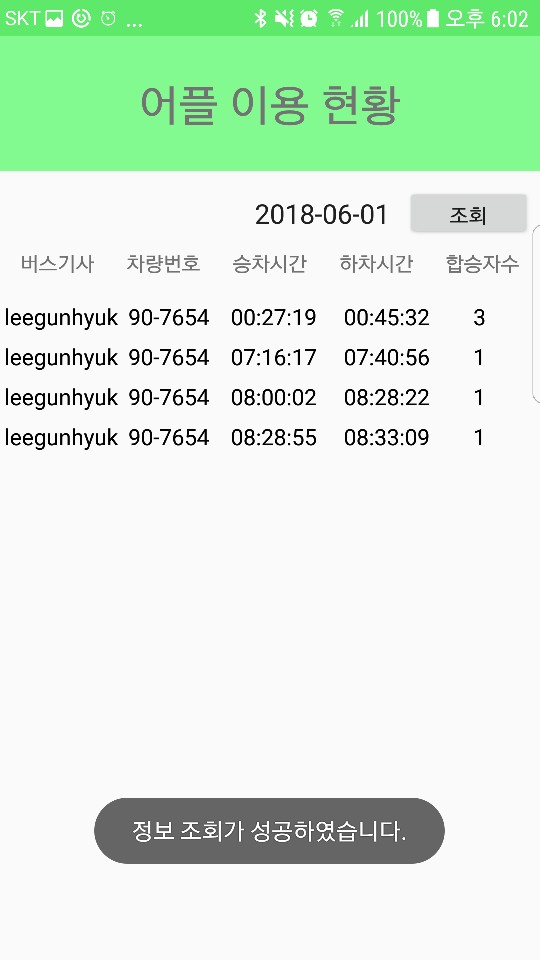 SKT ... 100% 오후 6:02
어플 이용 현황
2018-06-01 조회
버스기사 차량번호 승차시간 하차시간 합승자수
leegunhyuk 90-7654 00:27:19 00:45:32 3
leegunhyuk 90-7654 07:16:17 07:40:56 1
leegunhyuk 90-7654 08:00:02 08:28:22 1
leegunhyuk 90-7654 08:28:55 08:33:09 1
정보 조회가 성공하였습니다.